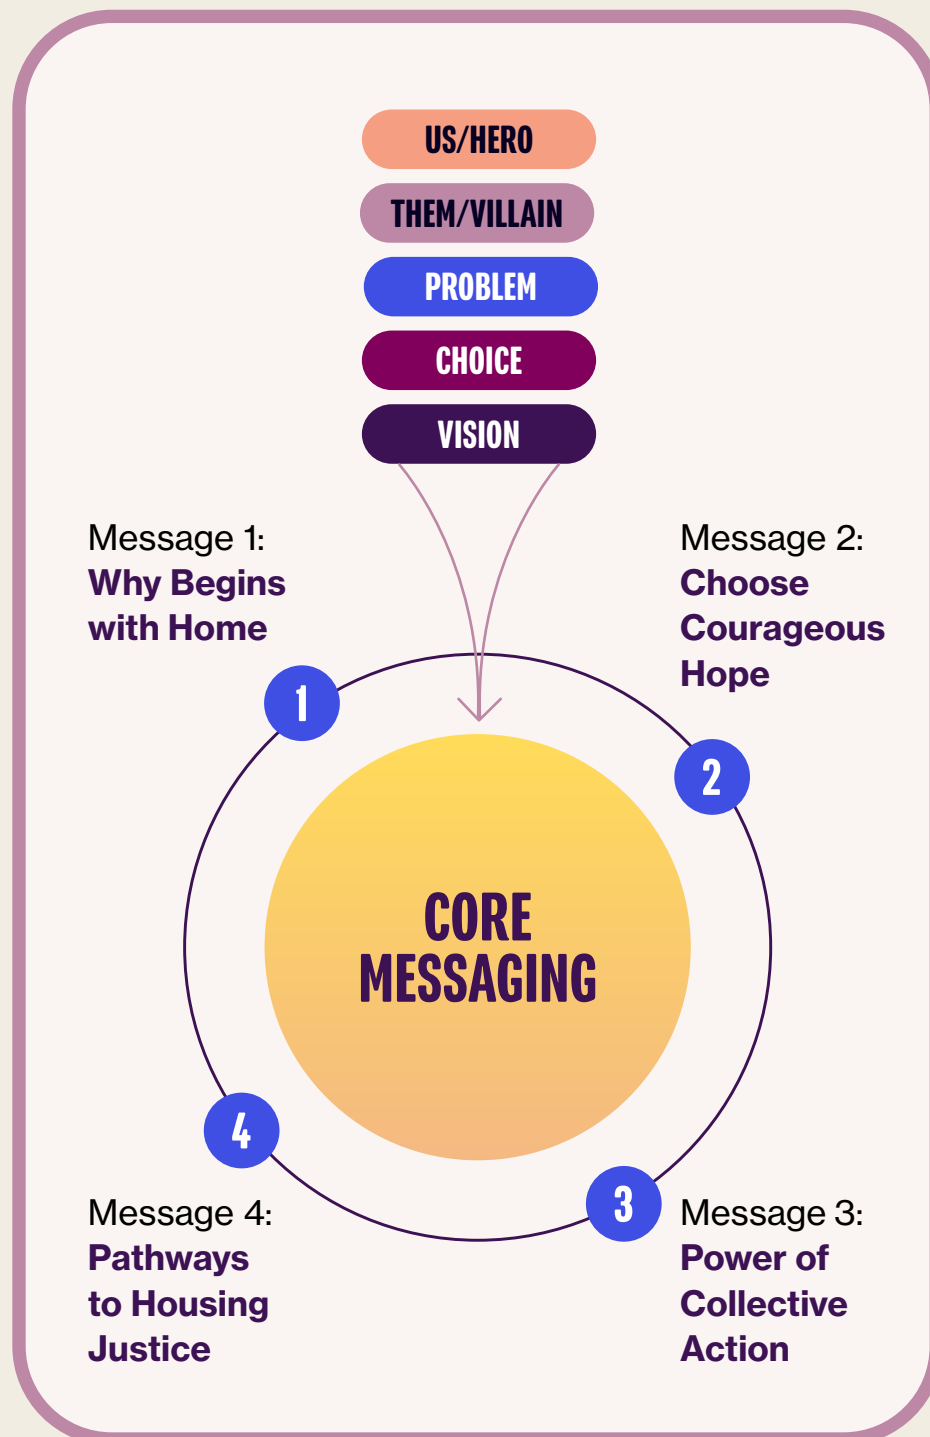 US/HERO
THEM/VILLAIN
PROBLEM
CHOICE
VISION
Message 1:
Why Begins
with Home
Message 2:
Choose
Courageous
Hope
1
2
CORE
MESSAGING
4
3
Message 4:
Pathways
to Housing
Justice
Message 3:
Power of
Collective
Action